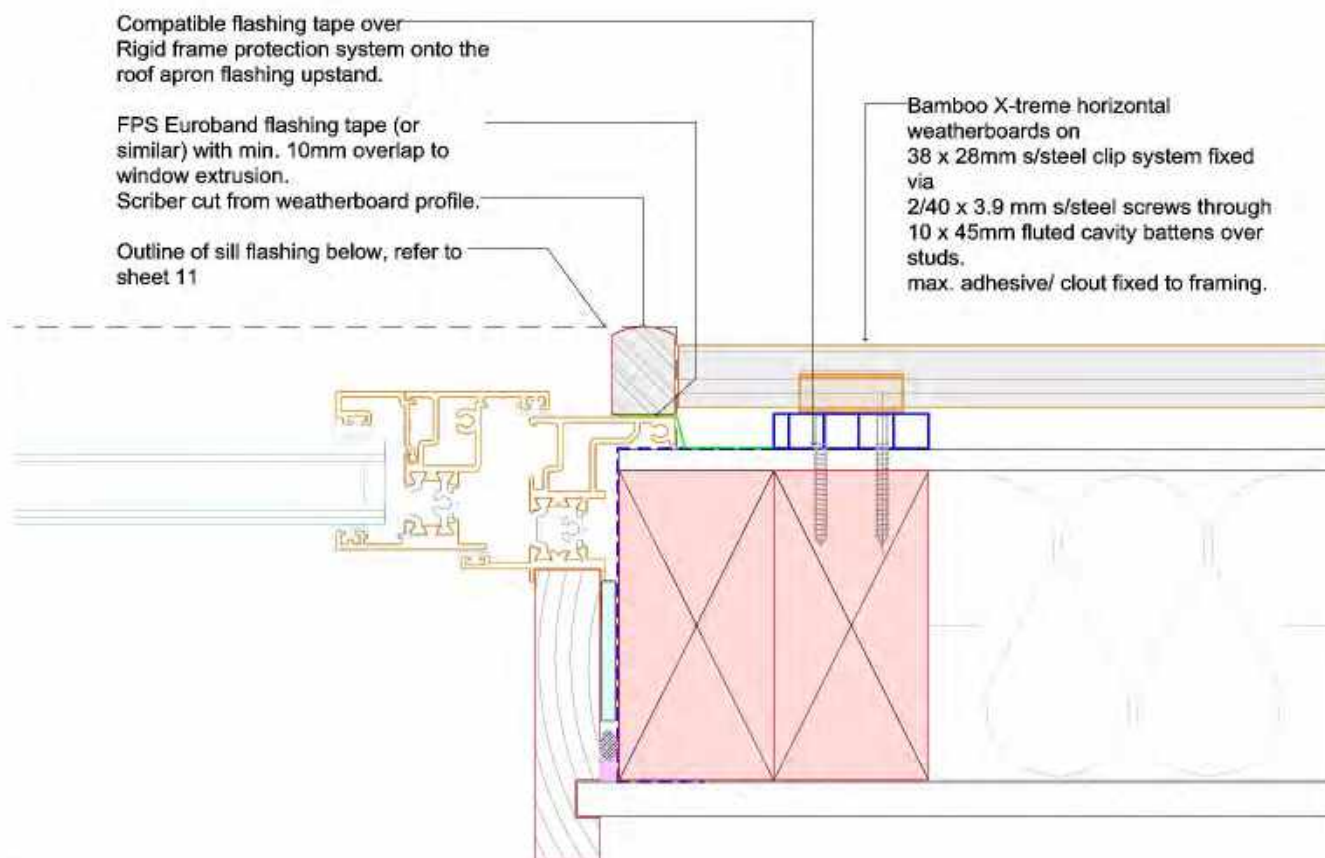 Compatible flashing tape over
Rigid frame protection system onto the
roof apron flashing upstand.
FPS Euroband flashing tape (or
similar) with min. 10mm overlap to
window extrusion.
Scriber cut from weatherboard profile.
Outline of sill flashing below, refer to
sheet 11
Bamboo X-treme horizontal
weatherboards on
38 x 28mm s/steel clip system fixed
via
2/40 x 3.9 mm s/steel screws through
10 x 45mm fluted cavity battens over
studs.
max. adhesive/ clout fixed to framing.